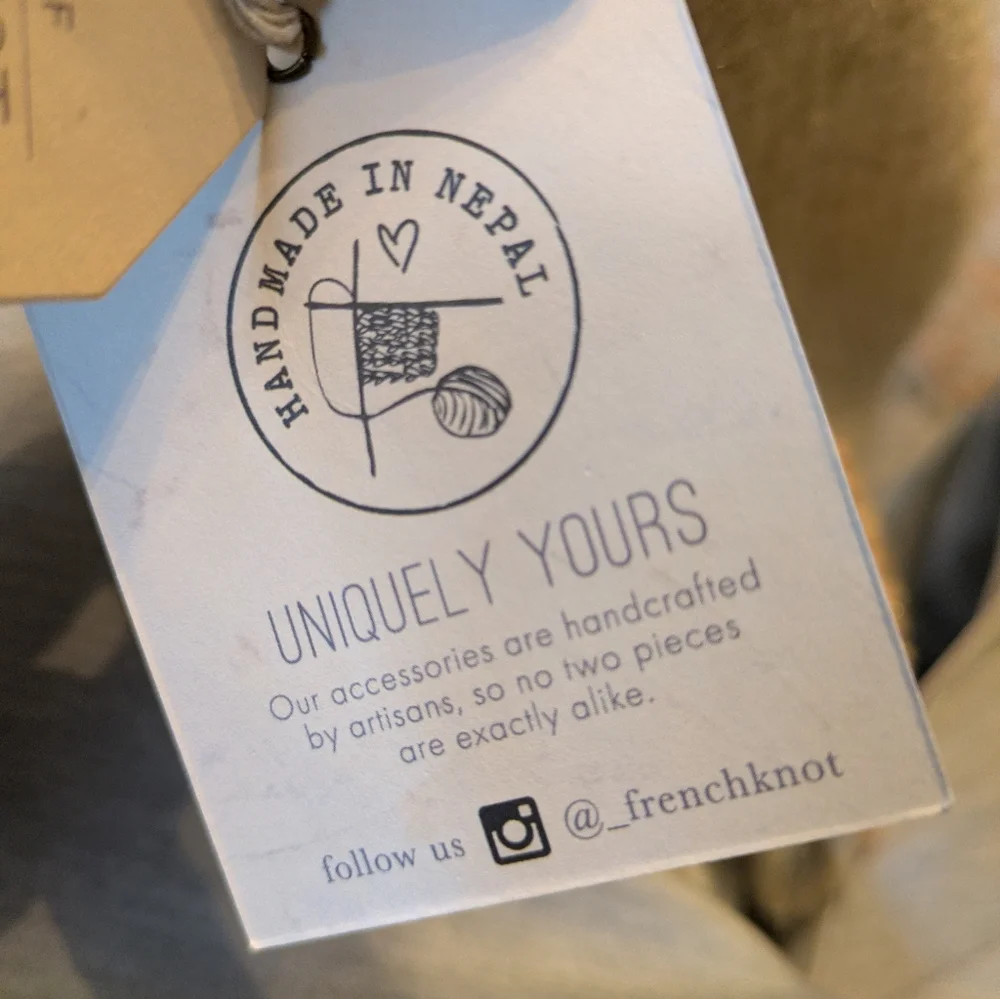 HANDMADE IN NEPAL
UNIQUELY YOURS
Our accessories are handcrafted
by artisans, so no two pieces
are exactly alike.
follow us @_frenchknot